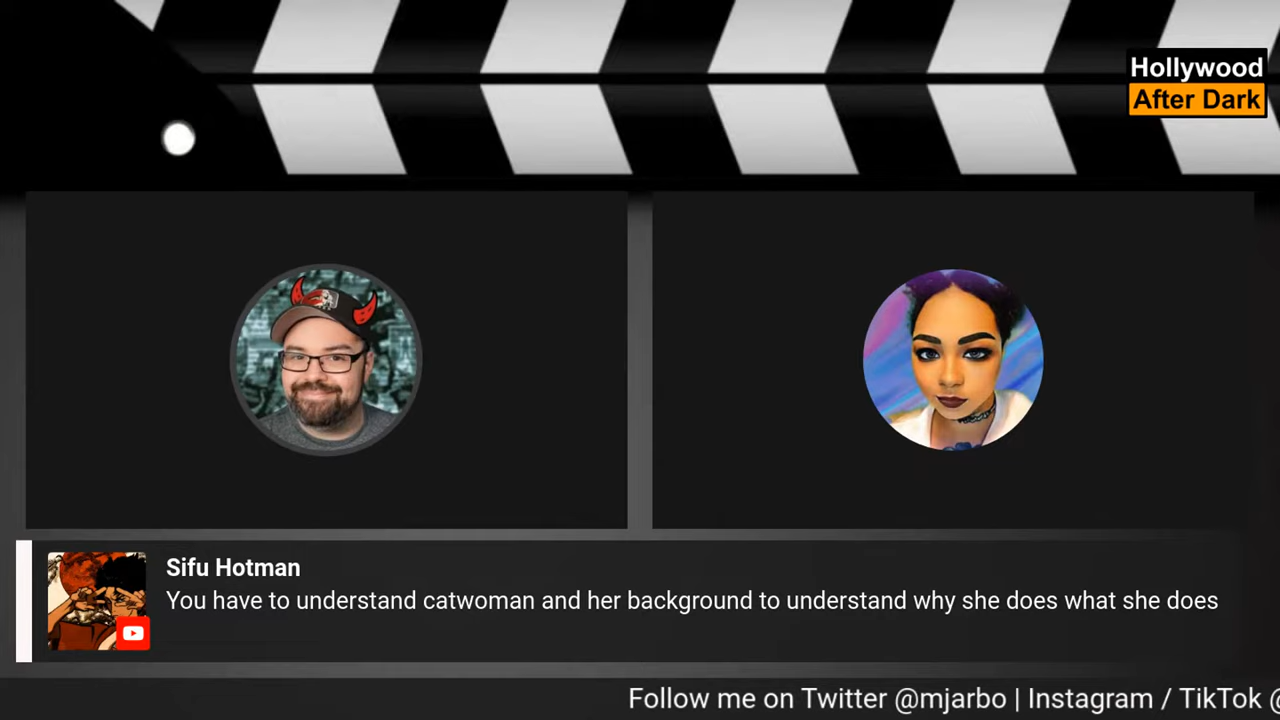 Hollywood
After Dark
Sifu Hotman
You have to understand catwoman and her background to understand why she does what she does
Follow me on Twitter @mjarbo | Instagram / TikTok @